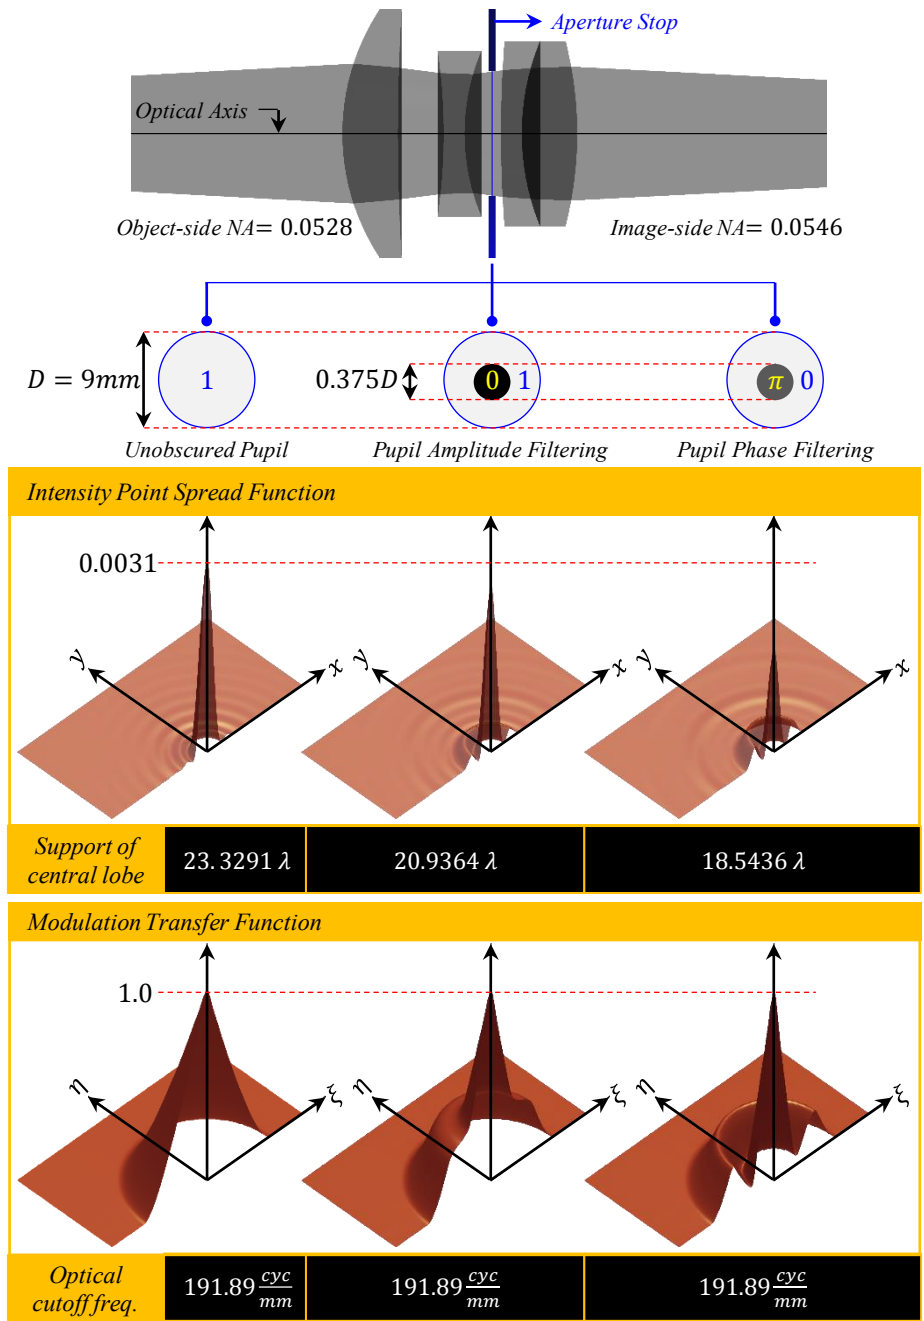 Aperture Stop
Optical Axis
Object-side NA= 0.0528
Image-side NA= 0.0546
D = 9mm
1
0.375D
0 1
π 0
Unobscured Pupil
Pupil Amplitude Filtering
Pupil Phase Filtering
Intensity Point Spread Function
0.0031
y x
y x
y x
Support of
central lobe
23.3291 λ
20.9364 λ
18.5436 λ
Modulation Transfer Function
1.0
η ξ
η ξ
η ξ
Optical
cutoff freq.
191.89 cyc/mm
191.89 cyc/mm
191.89 cyc/mm